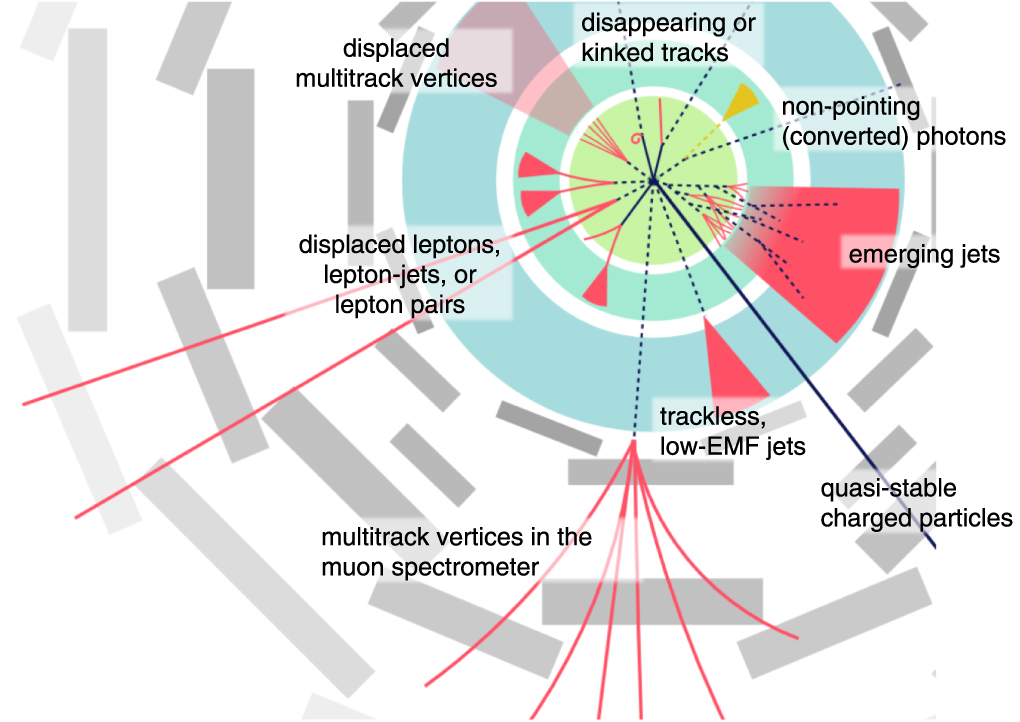 disappearing or
kinked tracks
displaced
multitrack vertices
non-pointing
(converted) photons
displaced leptons,
lepton-jets, or
lepton pairs
emerging jets
trackless,
low-EMF jets
quasi-stable
charged particles
multitrack vertices in the
muon spectrometer